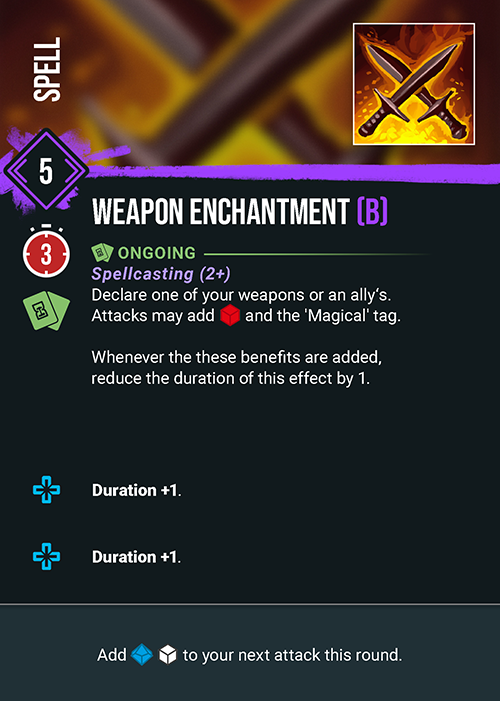 SPELL
5
WEAPON ENCHANTMENT (B)
3
ONGOING
Spellcasting (2+)
Declare one of your weapons or an ally's.
Attacks may add and the 'Magical' tag.
Whenever the these benefits are added,
reduce the duration of this effect by 1.
Duration +1.
Duration +1.
Add to your next attack this round.